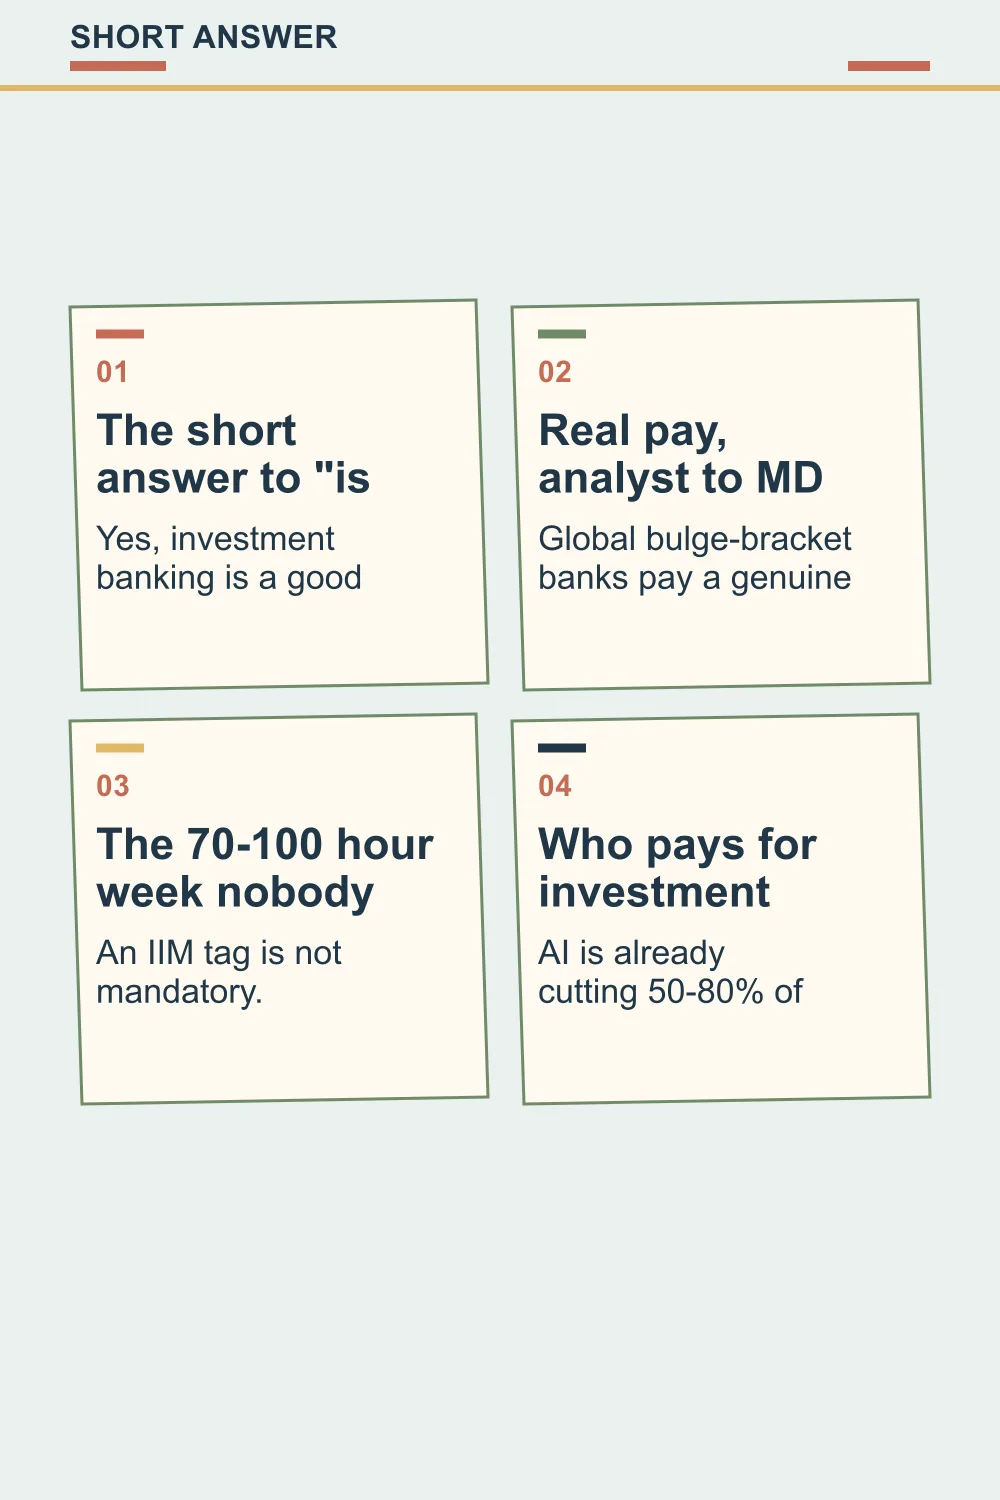 SHORT ANSWER
01
The short
answer to "is
Yes, investment
banking is a good
02
Real pay,
analyst to MD
Global bulge-bracket
banks pay a genuine
03
The 70-100 hour
week nobody
An IIM tag is not
mandatory.
04
Who pays for
investment
AI is already
cutting 50-80% of